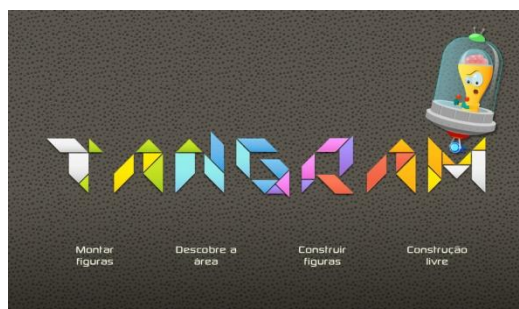 TANGRAM
Montar
figuras
Descobre a
área
Construir
figuras
Construção
livre